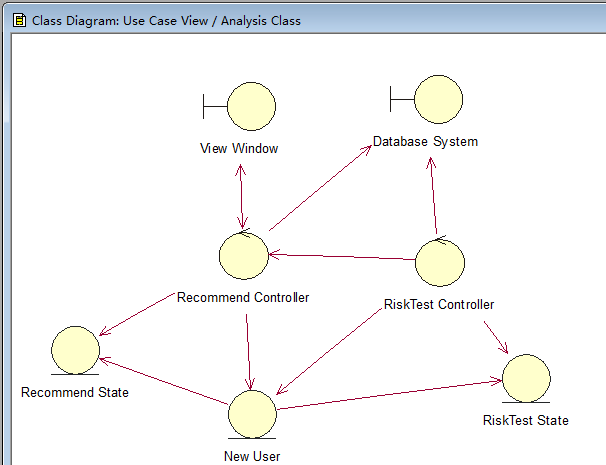 Class Diagram: Use Case View / Analysis Class
View Window
Database System
Recommend Controller
RiskTest Controller
Recommend State
RiskTest State
New User